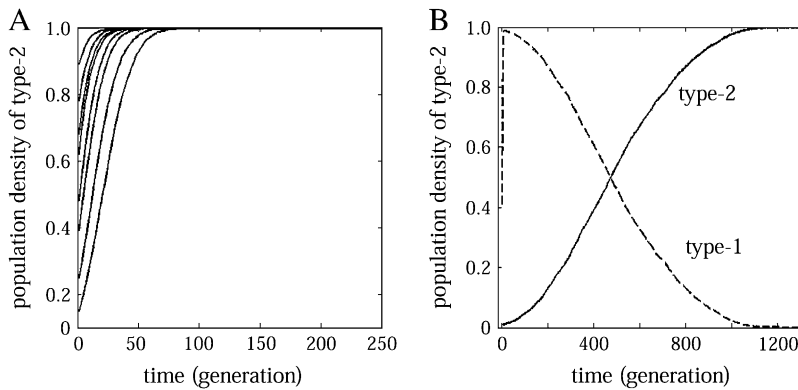 A
population density of type-2
1.0
0.8
0.6
0.4
0.2
0
0
50
100
150
200
250
time (generation)
B
population density of type-2
1.0
0.8
0.6
0.4
0.2
0
type-2
type-1
0
400
800
1200
time (generation)